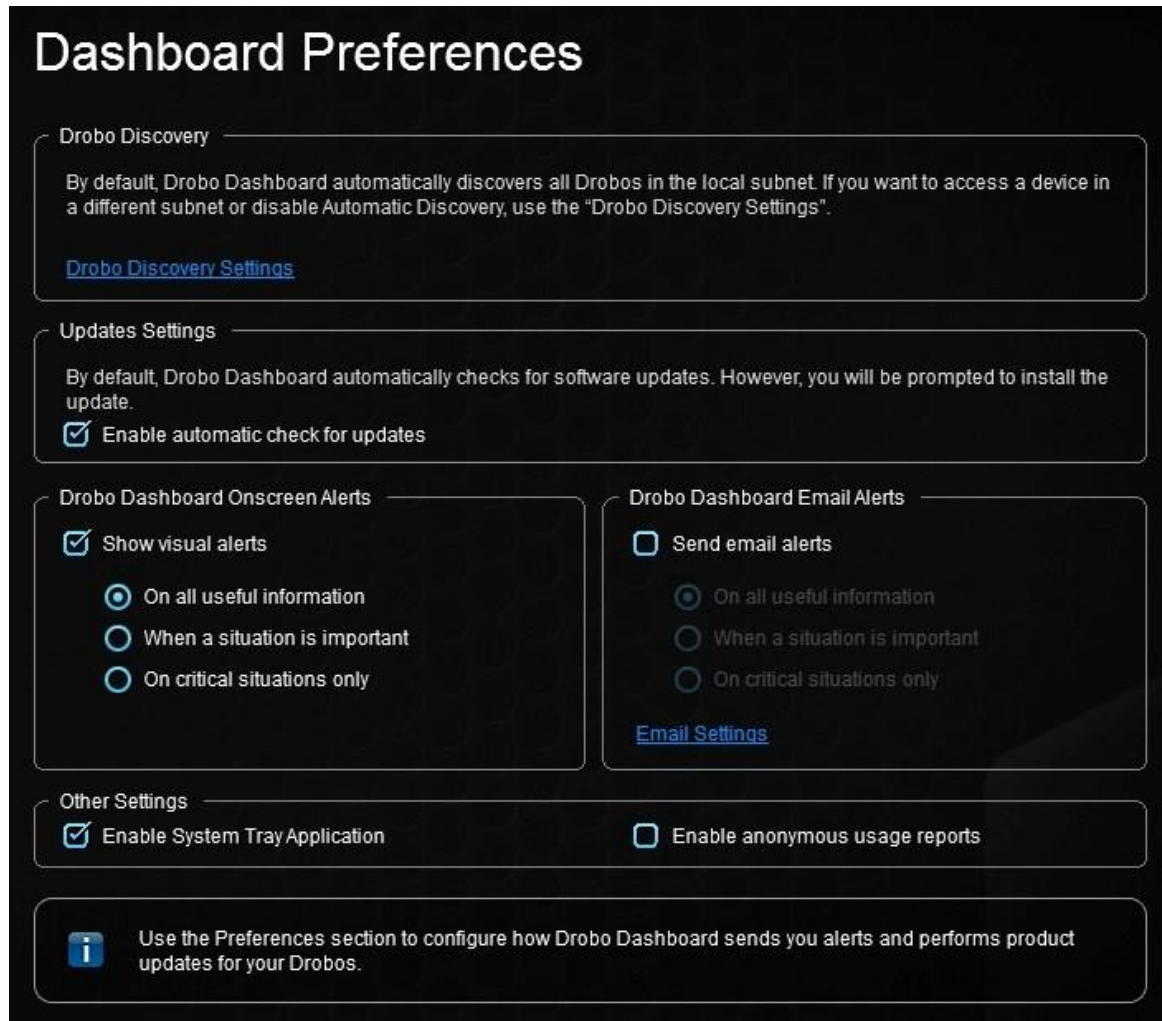 Dashboard Preferences
Drobo Discovery
By default, Drobo Dashboard automatically discovers all Drobos in the local subnet. If you want to access a device in
a different subnet or disable Automatic Discovery, use the “Drobo Discovery Settings”.
Drobo Discovery Settings
Updates Settings
By default, Drobo Dashboard automatically checks for software updates. However, you will be prompted to install the
update.
Enable automatic check for updates
Drobo Dashboard Onscreen Alerts
Show visual alerts
On all useful information
When a situation is important
On critical situations only
Drobo Dashboard Email Alerts
Send email alerts
On all useful information
When a situation is important
On critical situations only
Email Settings
Other Settings
Enable System Tray Application
Enable anonymous usage reports
Use the Preferences section to configure how Drobo Dashboard sends you alerts and performs product
updates for your Drobos.